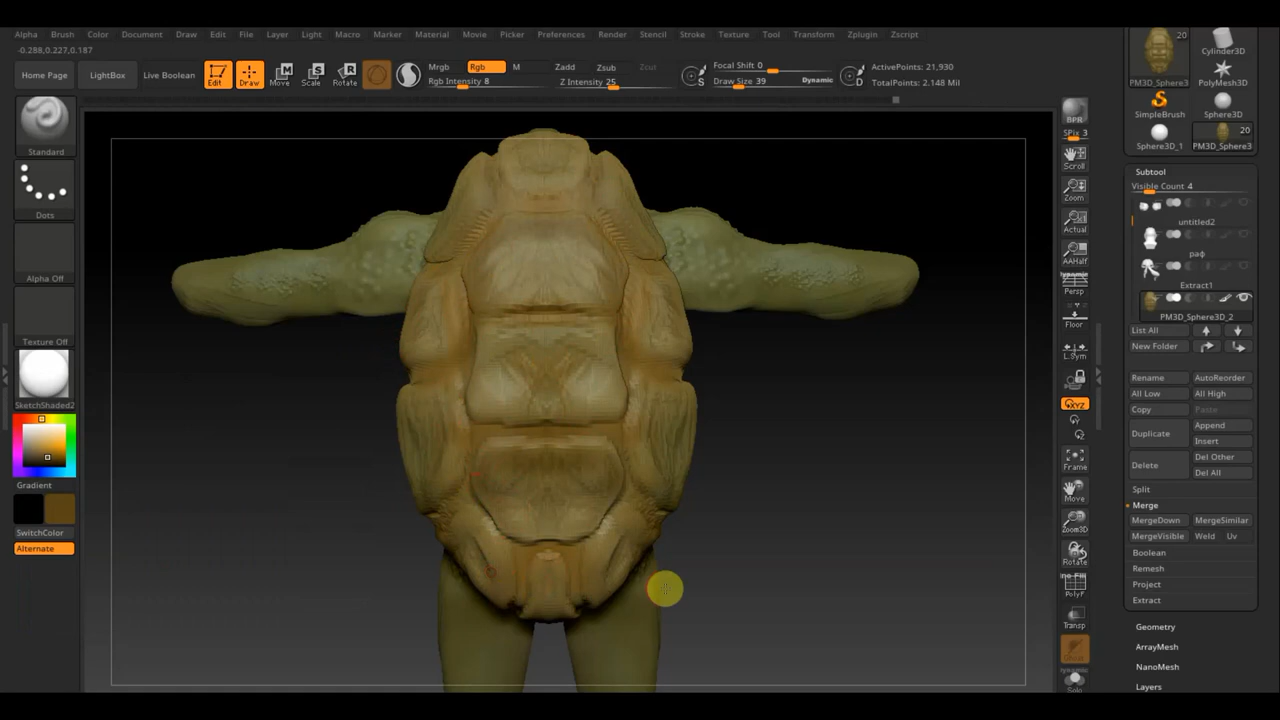 Alpha Brush Color Document Draw Edit File Layer Light Macro Marker Material Movie Picker Preferences Render Stencil Stroke Texture Tool Transform Zplugin Zscript
-0.288,0.227,0.187
Home Page LightBox Live Boolean Edit Draw Move Scale Rotate
Mrgb Rgb M
Rgb Intensity 8
Zadd Zsub Cut
Z Intensity 25
S
Focal Shift 0
Draw Size 39 Dynamic
D
ActivePoints: 21,930
TotalPoints: 2.148 Mil
Standard
Dots
Alpha Off
Texture Off
SketchShaded2
Gradient
SwitchColor
Alternate
BPR
SPix 3
Scroll
Zoom
Actual
AAHalf
Dynamic
Persp
Floor
L.Sym
XYZ
Frame
Move
Zoom3D
Rotate
PolyF
Transp
Solo
20
Cylinder3D
PM3D_Sphere3 PolyMesh3D
SimpleBrush Sphere3D
20
Sphere3D_1 PM3D_Sphere3
Subtool
Visible Count 4
untitled2
раф
Extract1
PM3D_Sphere3D_2
List All
New Folder
Rename AutoReorder
All Low All High
Copy Paste
Duplicate Append
Insert
Delete Del Other
Del All
Split
Merge
MergeDown MergeSimilar
MergeVisible Weld Uv
Boolean
Remesh
Project
Extract
Geometry
ArrayMesh
NanoMesh
Layers